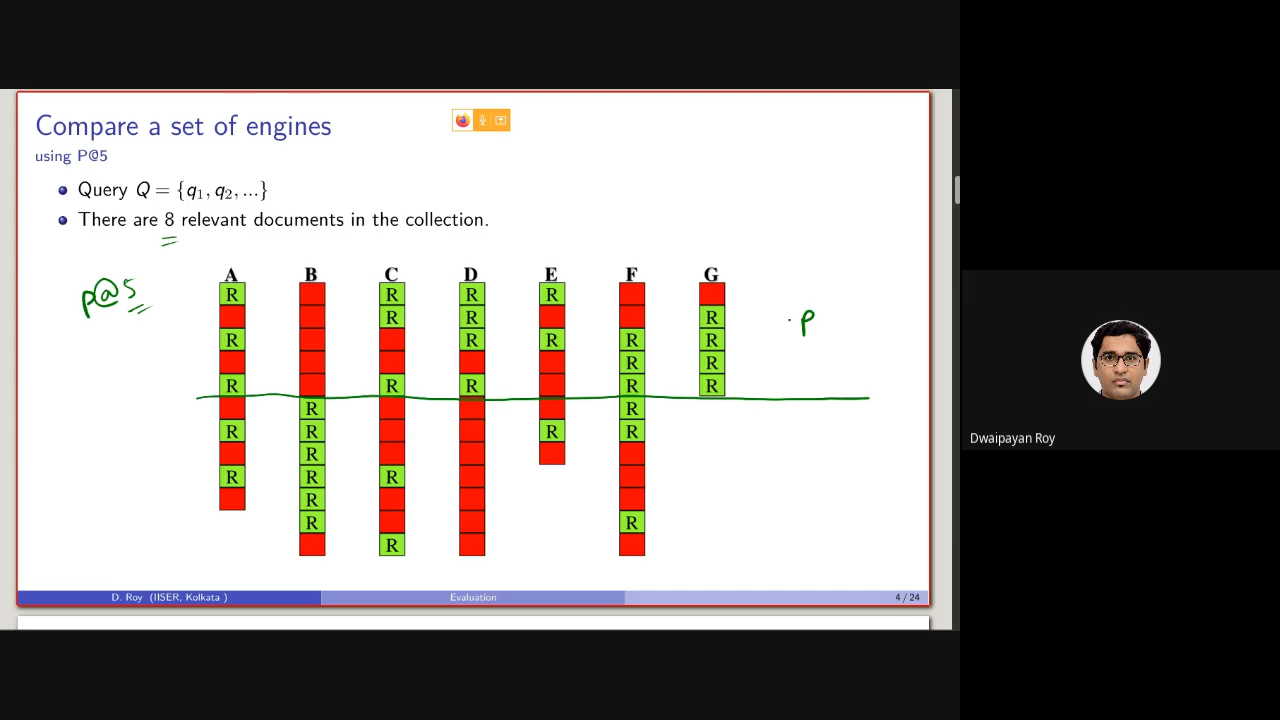 Compare a set of engines
using P@5
Query Q = {q1, q2, ...}
There are 8 relevant documents in the collection.
p@5
A B C D E F G
R R R R
R R R
R R R R R
R R
R R R R R
R R
R R R R
R
R R R
R
R R
R
p
D. Roy (IISER, Kolkata ) Evaluation 4 / 24
Dwaipayan Roy